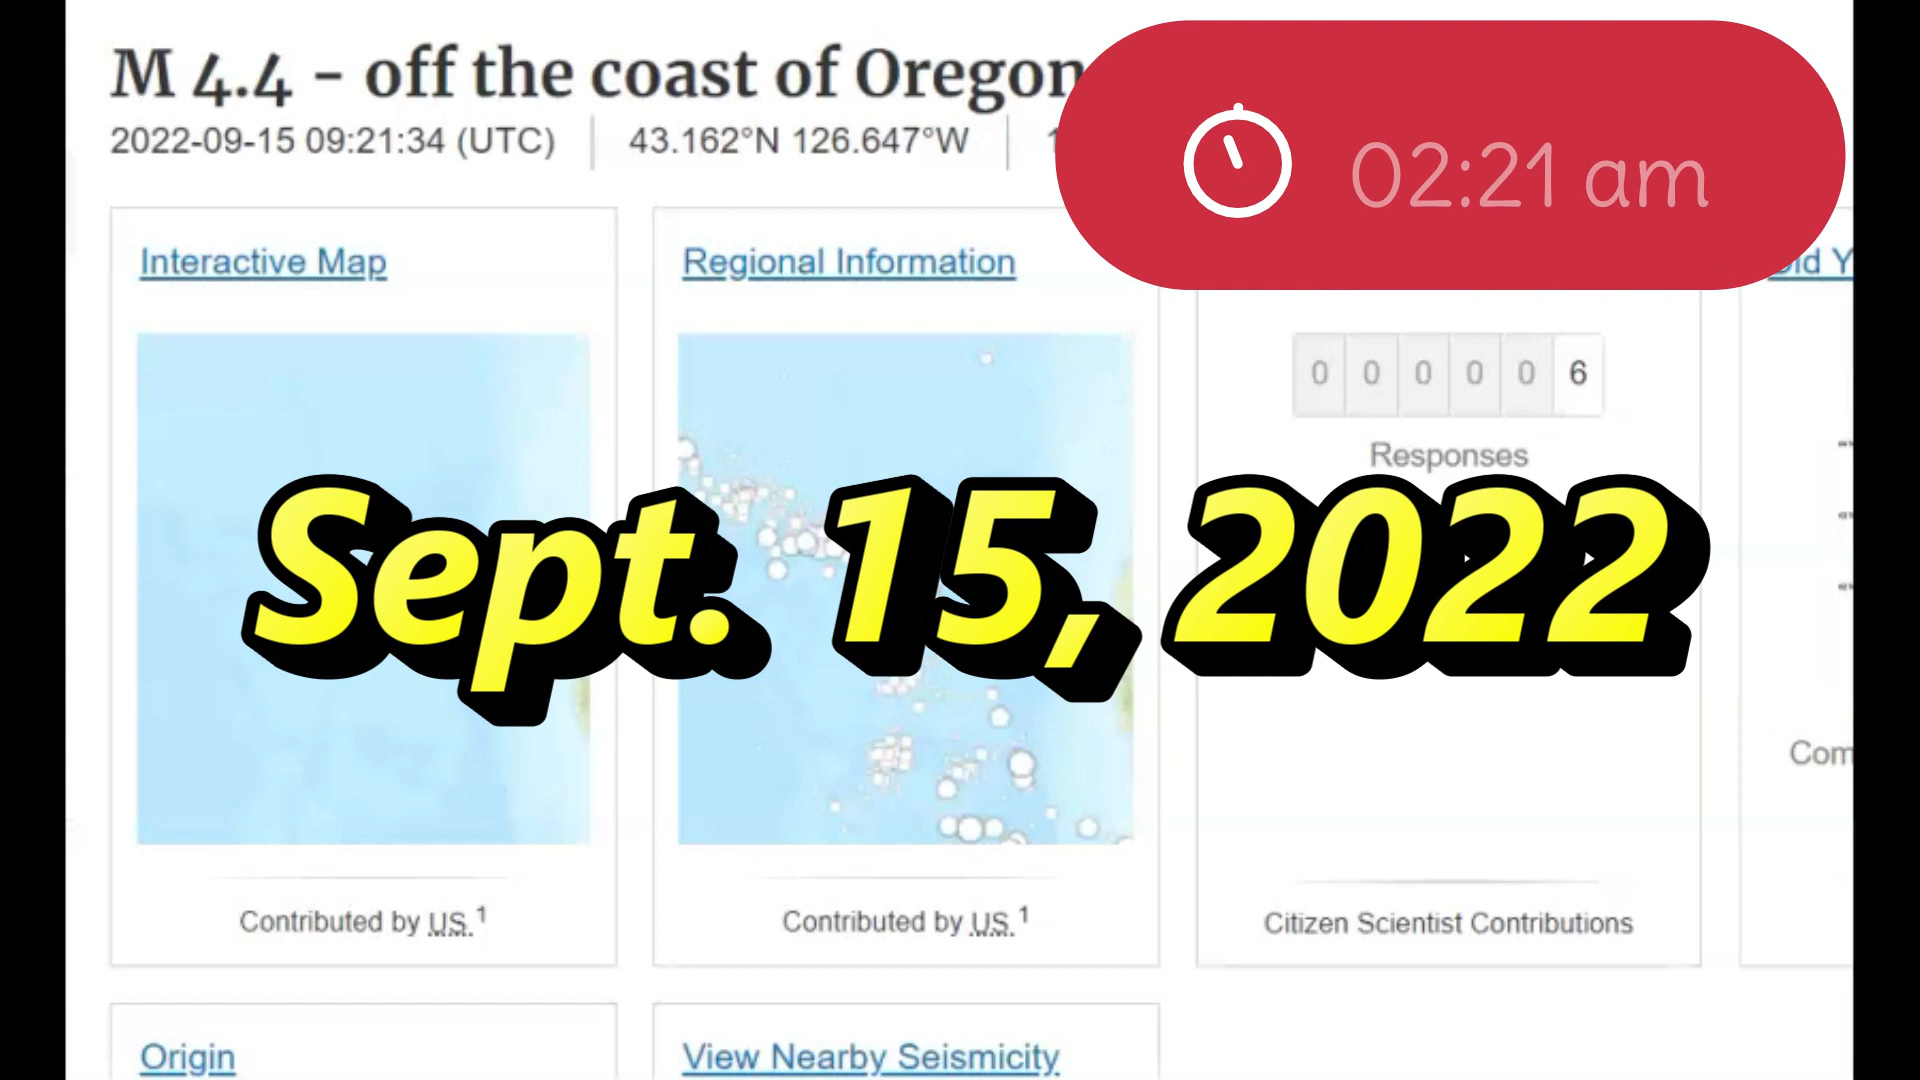 M 4.4 - off the coast of Oregon
2022-09-15 09:21:34 (UTC) 43.162°N 126.647°W
02:21 am
Interactive Map
Regional Information
0 0 0 0 0 6
Responses
Sept. 15, 2022
Contributed by US.1
Contributed by US.1
Citizen Scientist Contributions
Origin
View Nearby Seismicity